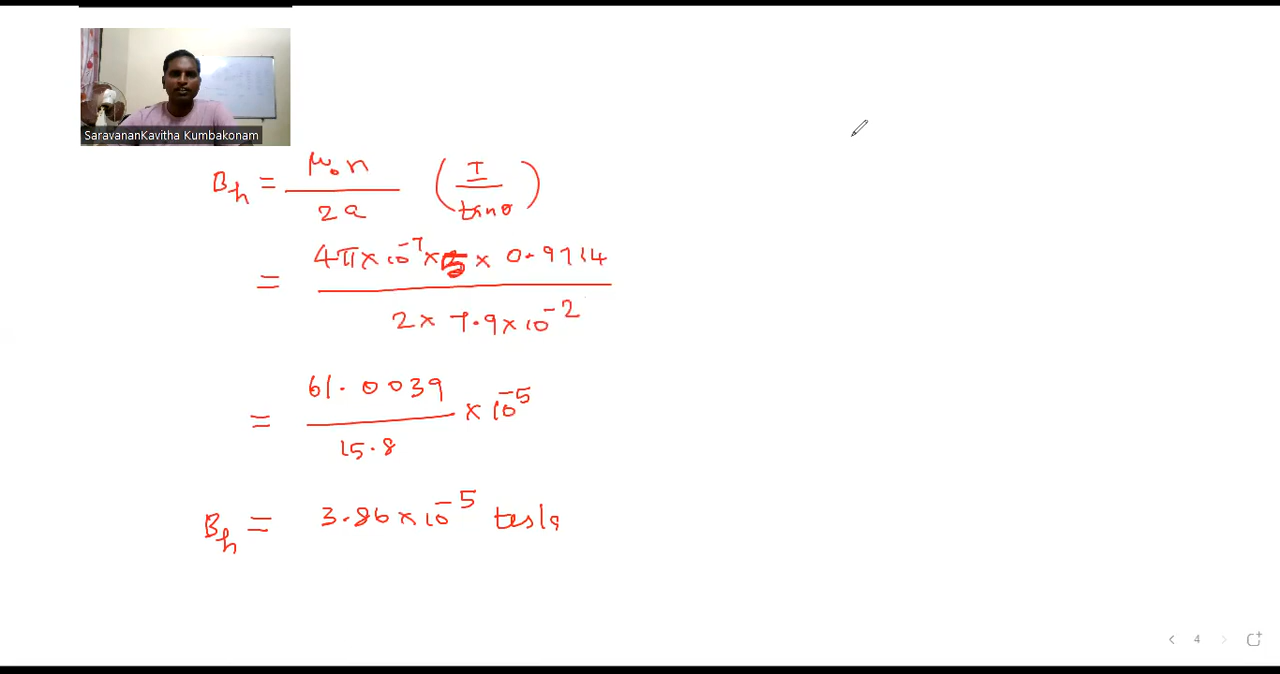 SaravananKavitha Kumbakonam
Bh = μ₀n / 2a (I / tanθ)
= 4π × 10⁻⁷ × 5 × 0.9714 / 2 × 7.9 × 10⁻²
= 61.0039 / 15.8 × 10⁻⁵
Bh = 3.86 × 10⁻⁵ tesla
4